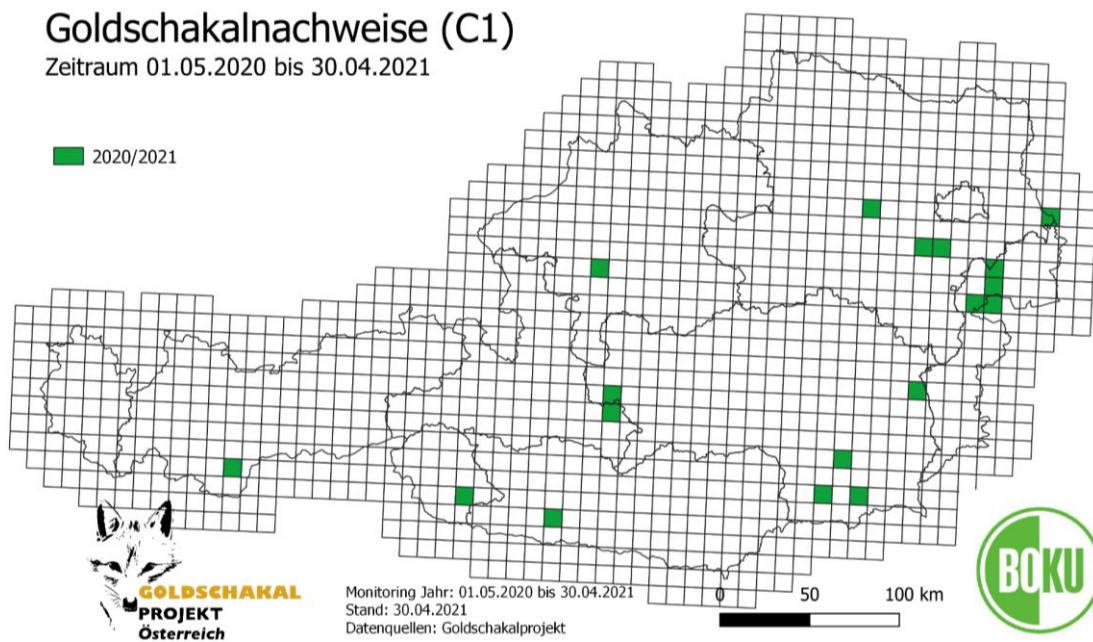 Goldschakalnachweise (C1)
Zeitraum 01.05.2020 bis 30.04.2021
2020/2021
GOLDSCHAKAL
PROJEKT
Österreich
Monitoring Jahr: 01.05.2020 bis 30.04.2021
Stand: 30.04.2021
Datenquellen: Goldschakalprojekt
0 50 100 km
BOKU